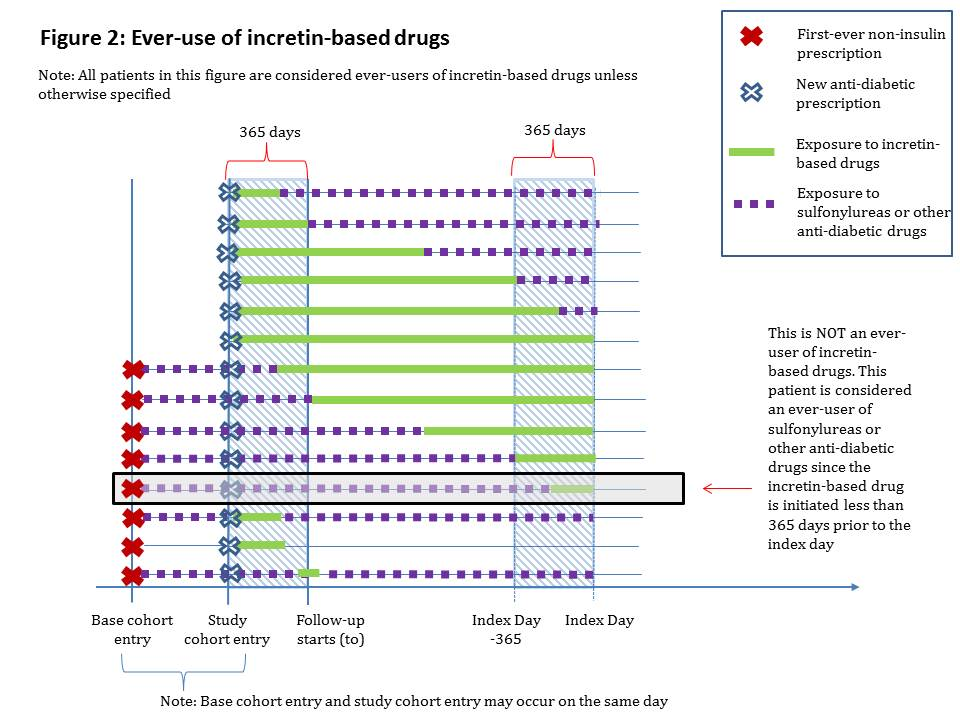 Figure 2: Ever-use of incretin-based drugs
Note: All patients in this figure are considered ever-users of incretin-based drugs unless
otherwise specified
First-ever non-insulin
prescription
New anti-diabetic
prescription
Exposure to incretin-
based drugs
Exposure to
sulfonylureas or other
anti-diabetic drugs
365 days
365 days
This is NOT an ever-
user of incretin-
based drugs. This
patient is considered
an ever-user of
sulfonylureas or
other anti-diabetic
drugs since the
incretin-based drug
is initiated less than
365 days prior to the
index day
Base cohort
entry
Study
cohort entry
Follow-up
starts (to)
Index Day
-365
Index Day
Note: Base cohort entry and study cohort entry may occur on the same day